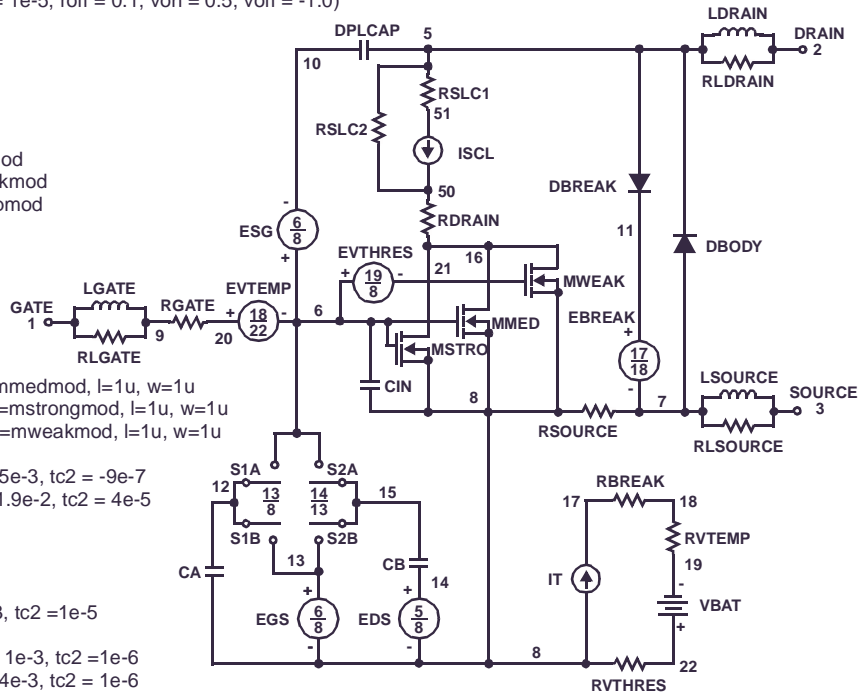 = 1e-5, roff = 0.1, von = 0.5, voff = -1.0)
LDRAIN
DPLCAP
5
DRAIN
2
10
RLDRAIN
RSLC1
51
RSLC2
ISCL
od
kmod
omod
DBREAK
50
RDRAIN
ESG
6
8
11
DBODY
EVTHRES
16
21
19
8
MWEAK
LGATE
EVTEMP
GATE
1
RGATE
6
18
22
MMED
EBREAK
9
20
MSTRO
17
18
RLGATE
LSOURCE
SOURCE
3
mmedmod, l=1u, w=1u
=mstrongmod, l=1u, w=1u
=mweakmod, l=1u, w=1u
CIN
8
7
RSOURCE
RLSOURCE
5e-3, tc2 = -9e-7
1.9e-2, tc2 = 4e-5
S1A
S2A
12
13
8
14
13
15
RBREAK
17
18
S1B
S2B
RVTEMP
13
CB
19
CA
14
IT
VBAT
3, tc2 =1e-5
EGS
6
8
EDS
5
8
1e-3, tc2 =1e-6
4e-3, tc2 = 1e-6
8
22
RVTHRES